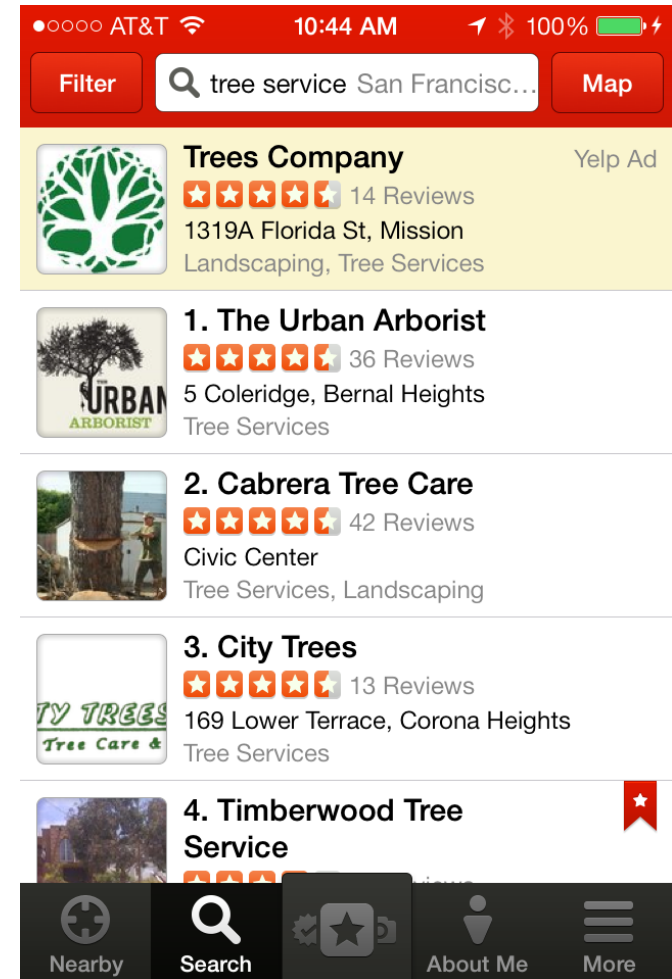 AT&T 10:44 AM 100%
Filter tree service San Francisc... Map
Trees Company Yelp Ad
14 Reviews
1319A Florida St, Mission
Landscaping, Tree Services
1. The Urban Arborist
THE
URBAN
ARBORIST
36 Reviews
5 Coleridge, Bernal Heights
Tree Services
2. Cabrera Tree Care
42 Reviews
Civic Center
Tree Services, Landscaping
3. City Trees
TY TREES
Tree Care &
13 Reviews
169 Lower Terrace, Corona Heights
Tree Services
4. Timberwood Tree
Service
Nearby Search About Me More